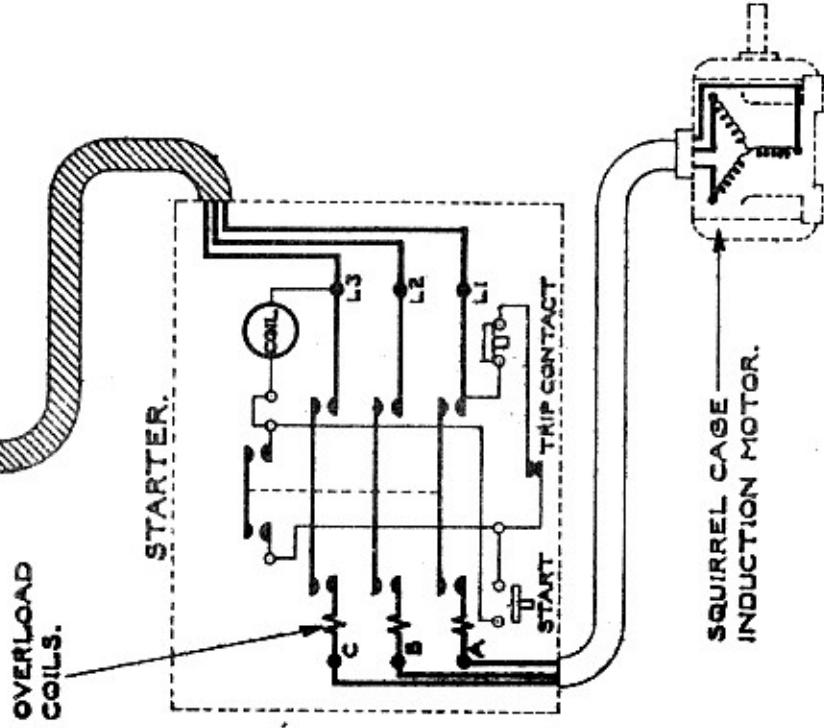 OVERLOAD
COILS.
STARTER.
COIL
L3
L2
L1
TRIP CONTACT
C
B
A
START
SQUIRREL CAGE
INDUCTION MOTOR.